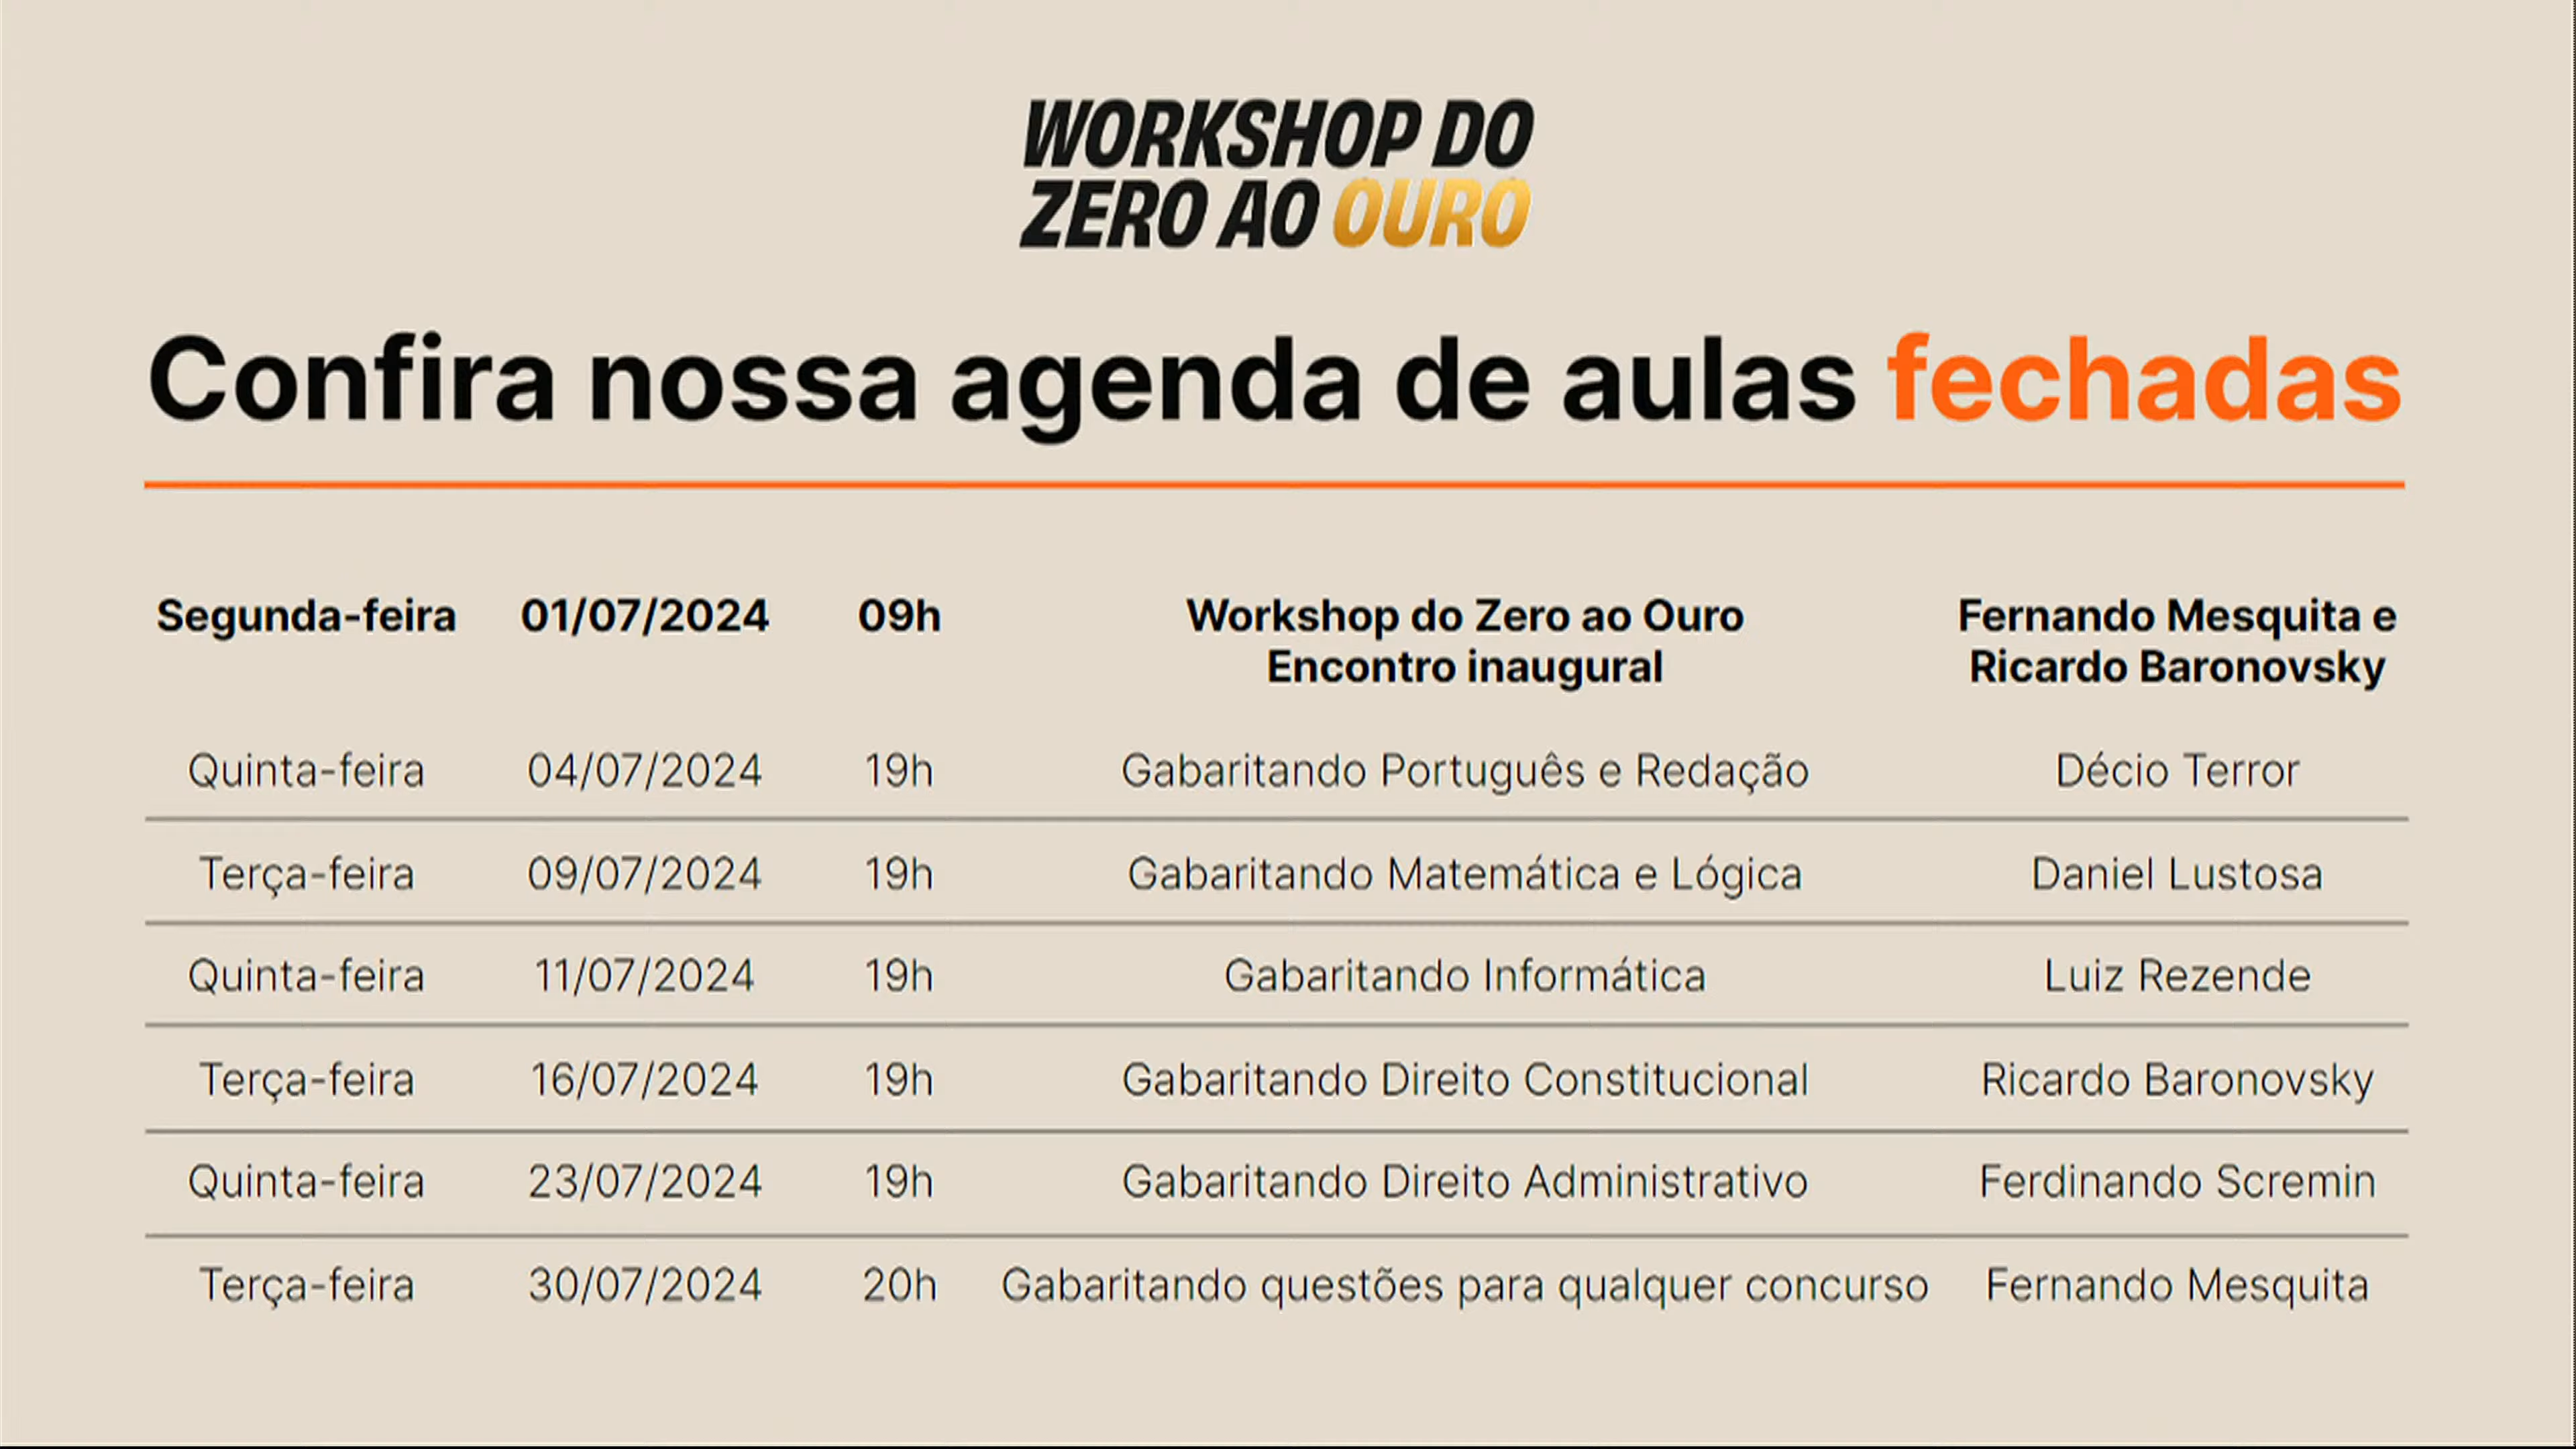 WORKSHOP DO
ZERO AO OURO
Confira nossa agenda de aulas fechadas
Segunda-feira 01/07/2024 09h Workshop do Zero ao Ouro Fernando Mesquita e
Encontro inaugural Ricardo Baronovsky
Quinta-feira 04/07/2024 19h Gabaritando Português e Redação Décio Terror
Terça-feira 09/07/2024 19h Gabaritando Matemática e Lógica Daniel Lustosa
Quinta-feira 11/07/2024 19h Gabaritando Informática Luiz Rezende
Terça-feira 16/07/2024 19h Gabaritando Direito Constitucional Ricardo Baronovsky
Quinta-feira 23/07/2024 19h Gabaritando Direito Administrativo Ferdinando Scremin
Terça-feira 30/07/2024 20h Gabaritando questões para qualquer concurso Fernando Mesquita